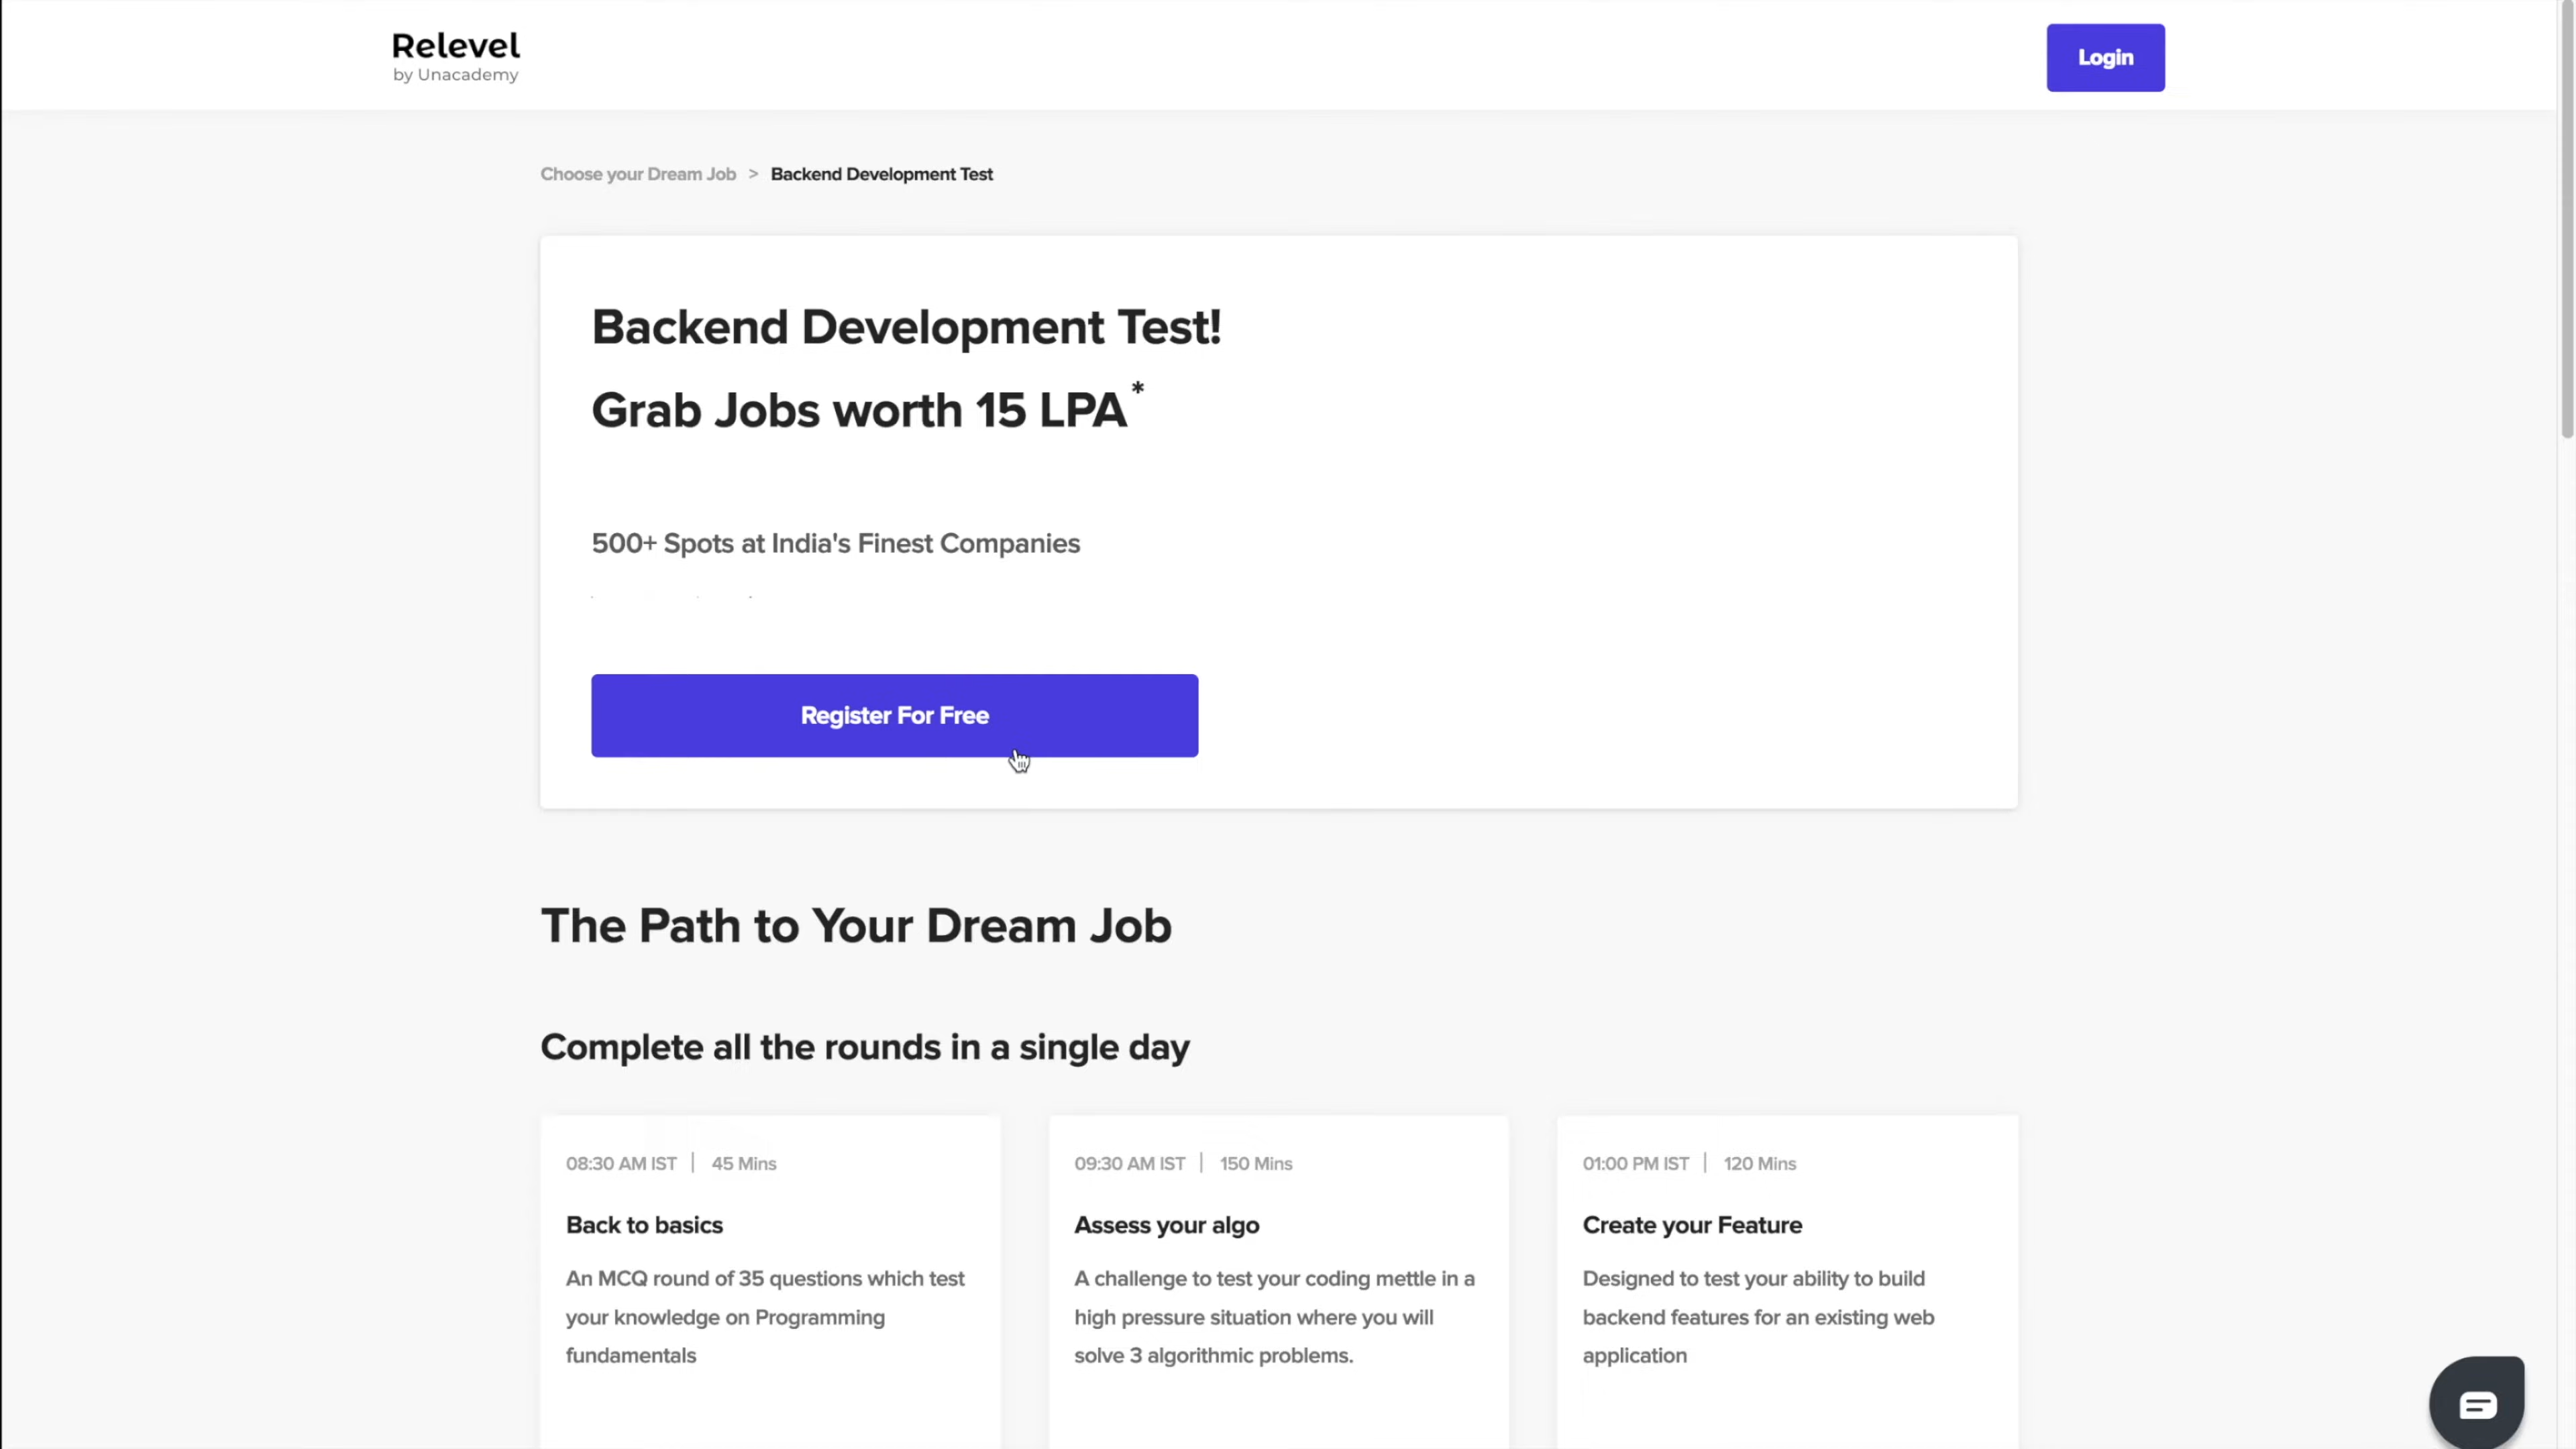 Relevel
by Unacademy
Login
Choose your Dream Job > Backend Development Test
Backend Development Test!
Grab Jobs worth 15 LPA*
500+ Spots at India's Finest Companies
Register For Free
The Path to Your Dream Job
Complete all the rounds in a single day
08:30 AM IST | 45 Mins
Back to basics
An MCQ round of 35 questions which test
your knowledge on Programming
fundamentals
09:30 AM IST | 150 Mins
Assess your algo
A challenge to test your coding mettle in a
high pressure situation where you will
solve 3 algorithmic problems.
01:00 PM IST | 120 Mins
Create your Feature
Designed to test your ability to build
backend features for an existing web
application